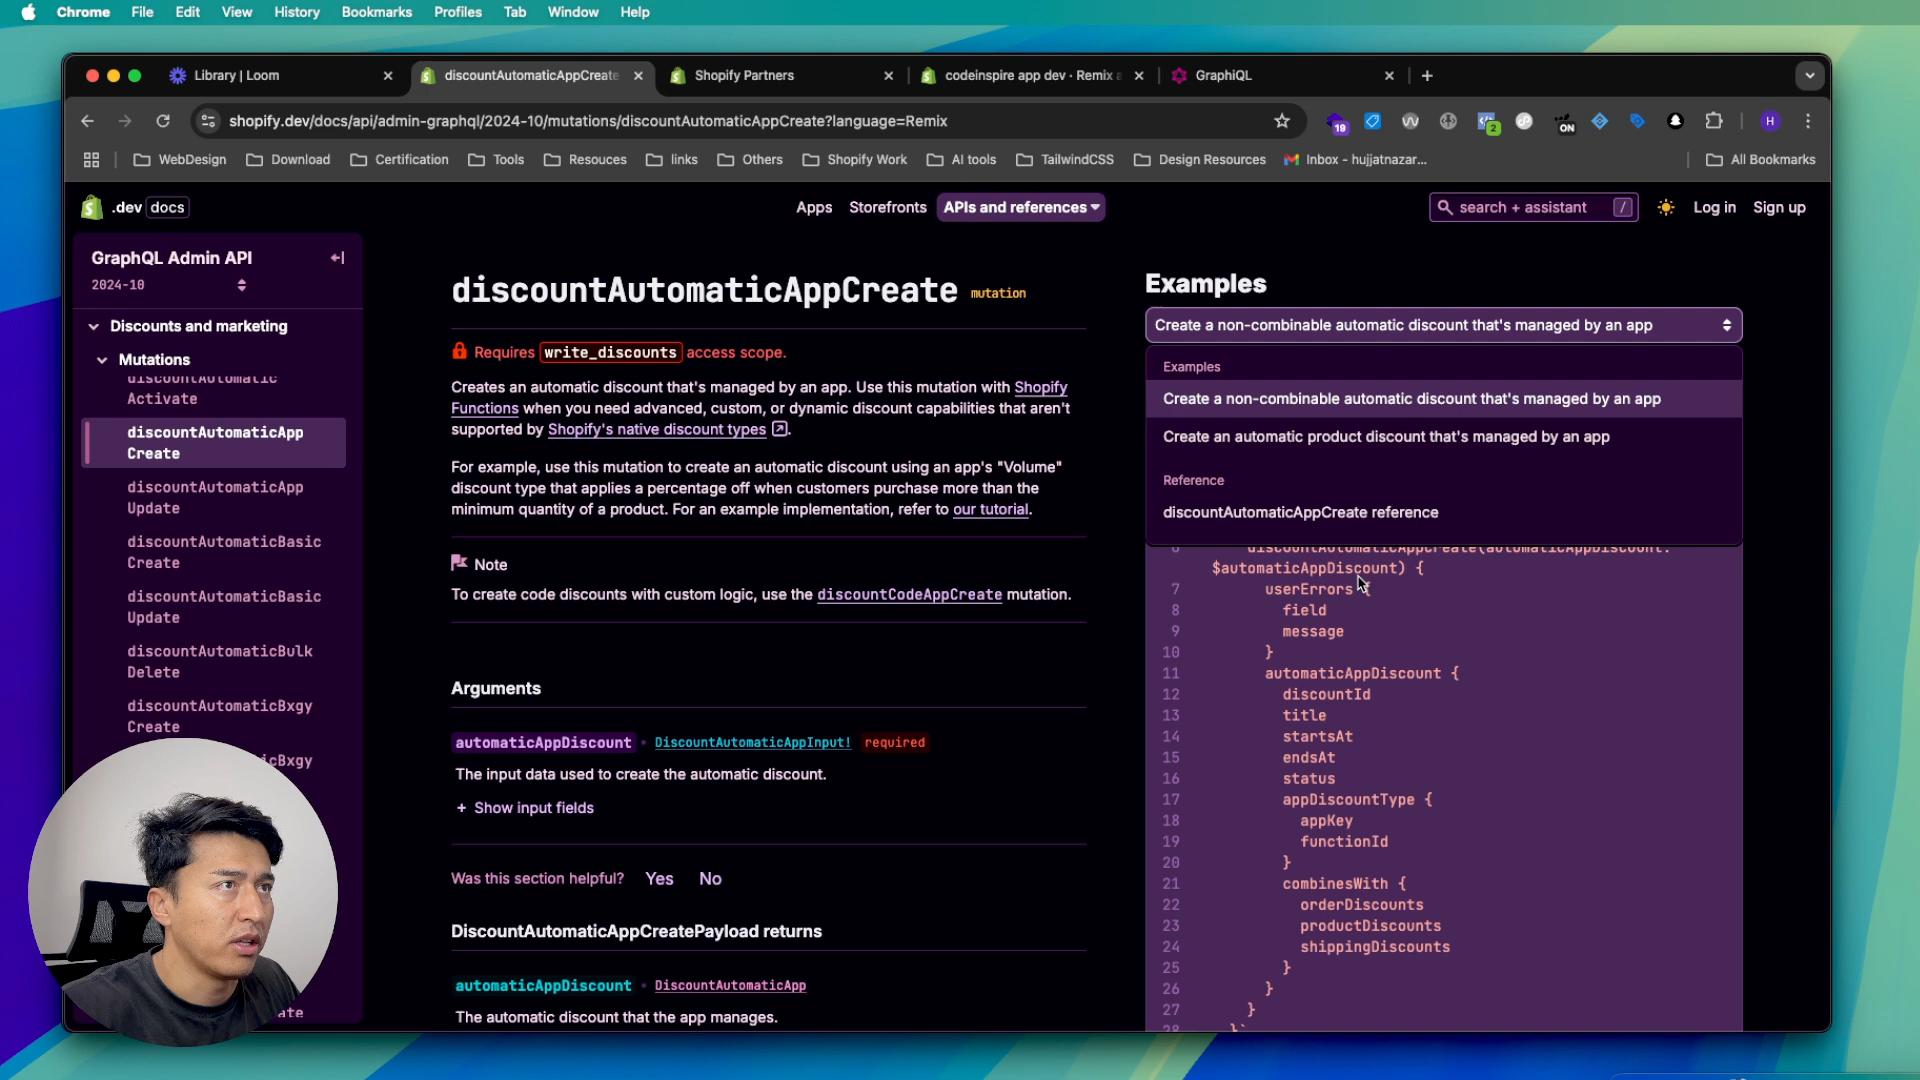 Chrome File Edit View History Bookmarks Profiles Tab Window Help
Library | Loom
discountAutomaticAppCreate
Shopify Partners
codeinspire app dev · Remix a
GraphiQL
shopify.dev/docs/api/admin-graphql/2024-10/mutations/discountAutomaticAppCreate?language=Remix
19
2
ON
H
WebDesign Download Certification Tools Resouces links Others Shopify Work AI tools TailwindCSS Design Resources Inbox - hujjatnazar... All Bookmarks
.dev docs
Apps Storefronts APIs and references
search + assistant /
Log in Sign up
GraphQL Admin API
2024-10
Discounts and marketing
Mutations
discountAutomatic
Activate
discountAutomaticApp
Create
discountAutomaticApp
Update
discountAutomaticBasic
Create
discountAutomaticBasic
Update
discountAutomaticBulk
Delete
discountAutomaticBxgy
Create
icBxgy
ate
discountAutomaticAppCreate mutation
Requires write_discounts access scope.
Creates an automatic discount that's managed by an app. Use this mutation with Shopify
Functions when you need advanced, custom, or dynamic discount capabilities that aren't
supported by Shopify's native discount types.
For example, use this mutation to create an automatic discount using an app's "Volume"
discount type that applies a percentage off when customers purchase more than the
minimum quantity of a product. For an example implementation, refer to our tutorial.
Note
To create code discounts with custom logic, use the discountCodeAppCreate mutation.
Arguments
automaticAppDiscount • DiscountAutomaticAppInput! required
The input data used to create the automatic discount.
+ Show input fields
Was this section helpful? Yes No
DiscountAutomaticAppCreatePayload returns
automaticAppDiscount • DiscountAutomaticApp
The automatic discount that the app manages.
Examples
Create a non-combinable automatic discount that's managed by an app
Examples
Create a non-combinable automatic discount that's managed by an app
Create an automatic product discount that's managed by an app
Reference
discountAutomaticAppCreate reference
6 discountAutomaticAppCreate(automaticAppDiscount:
$automaticAppDiscount) {
7 userErrors {
8 field
9 message
10 }
11 automaticAppDiscount {
12 discountId
13 title
14 startsAt
15 endsAt
16 status
17 appDiscountType {
18 appKey
19 functionId
20 }
21 combinesWith {
22 orderDiscounts
23 productDiscounts
24 shippingDiscounts
25 }
26 }
27 }
28 }`